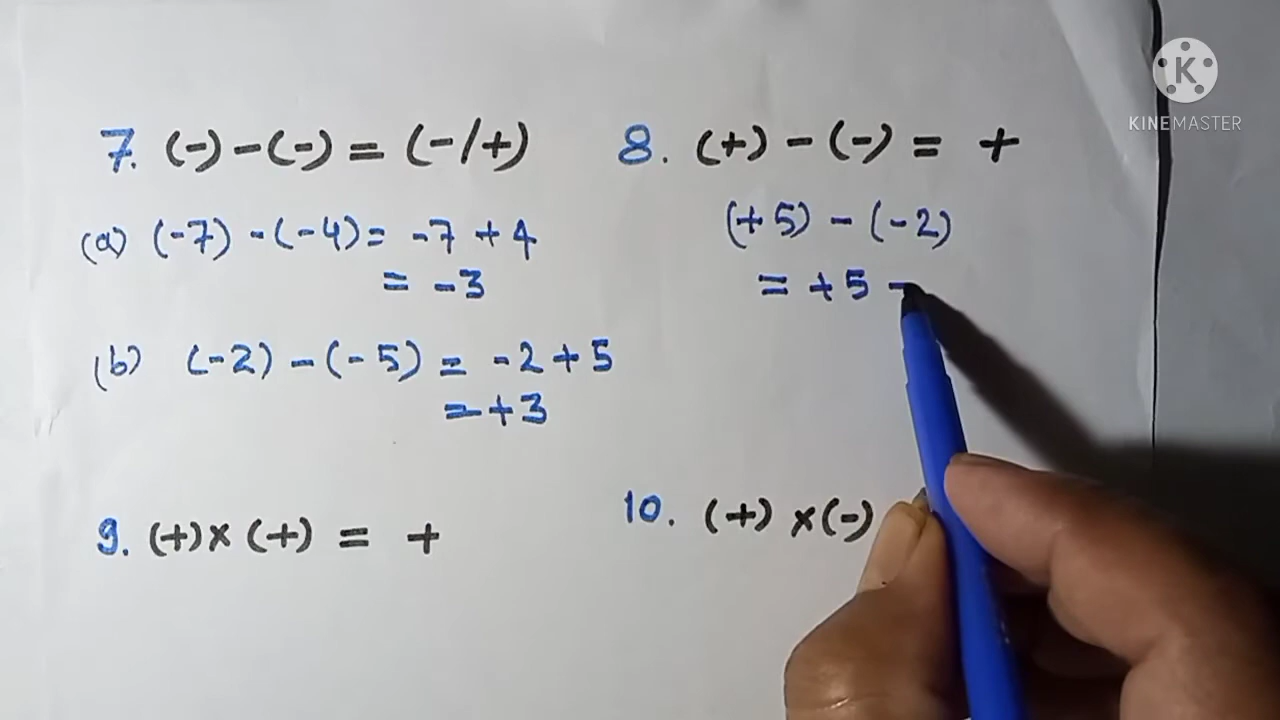 K
KINEMASTER
7. (-) - (-) = (-/+)
(a) (-7) - (-4) = -7 + 4
= -3
(b) (-2) - (-5) = -2 + 5
= +3
8. (+) - (-) = +
(+5) - (-2)
= +5 -
9. (+) × (+) = +
10. (+) × (-)